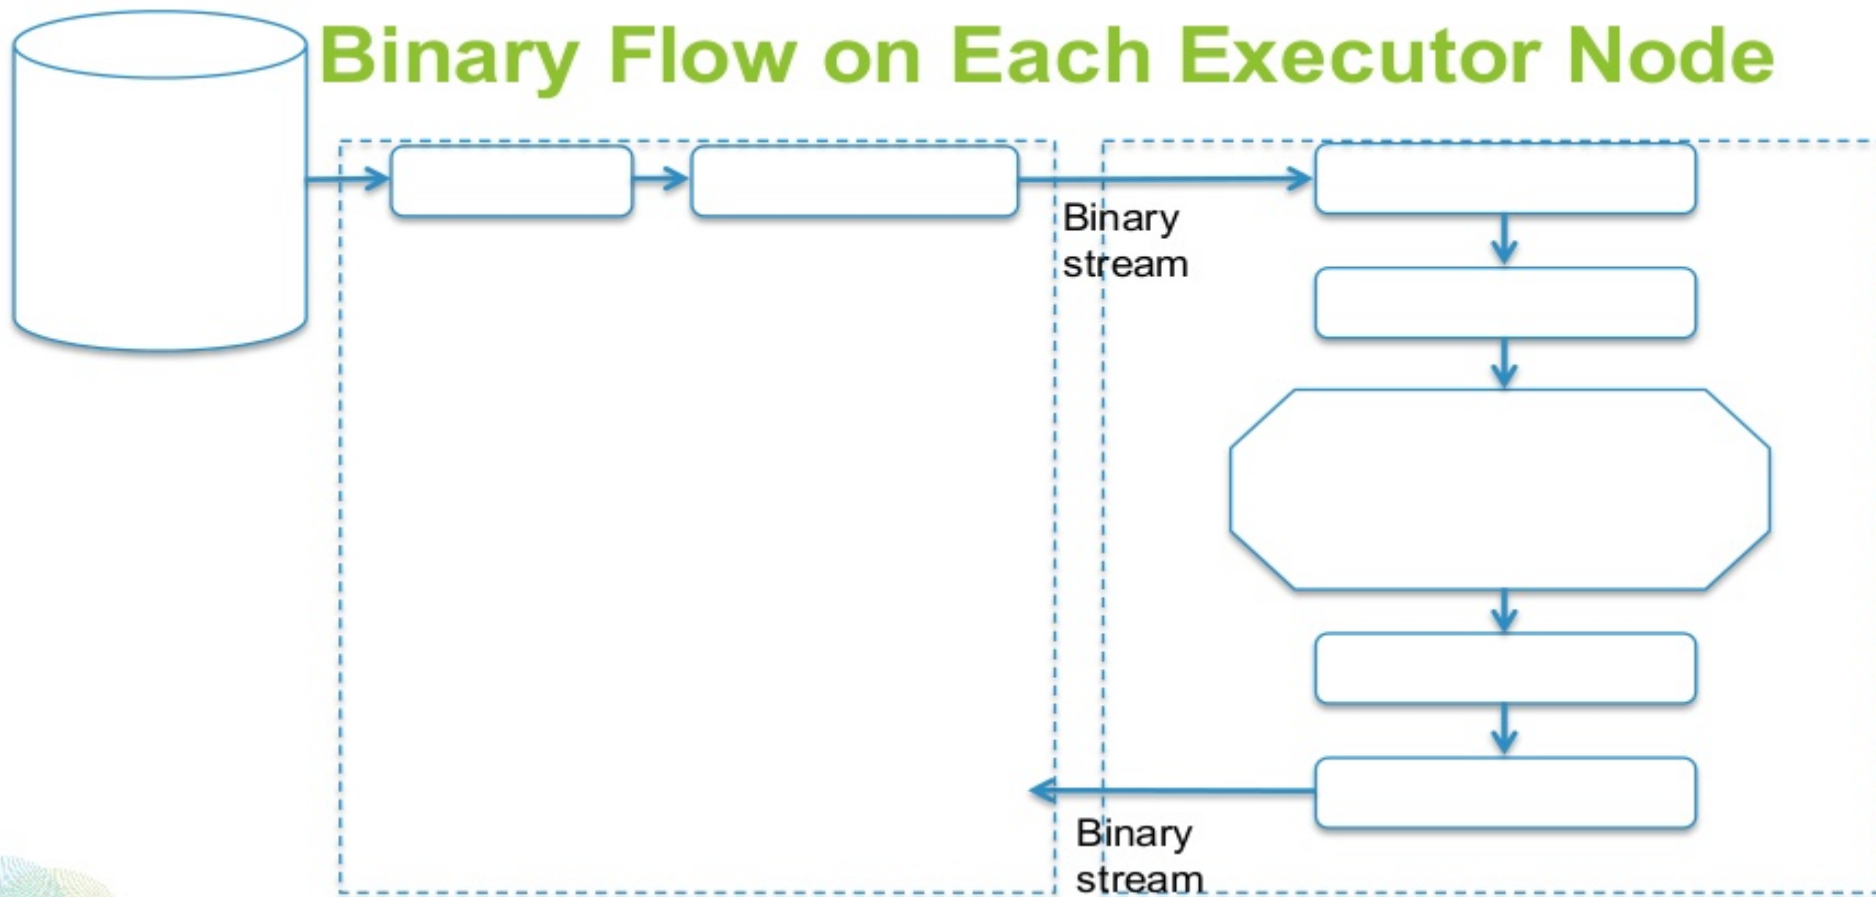 Binary Flow on Each Executor Node
Binary
stream
Binary
stream